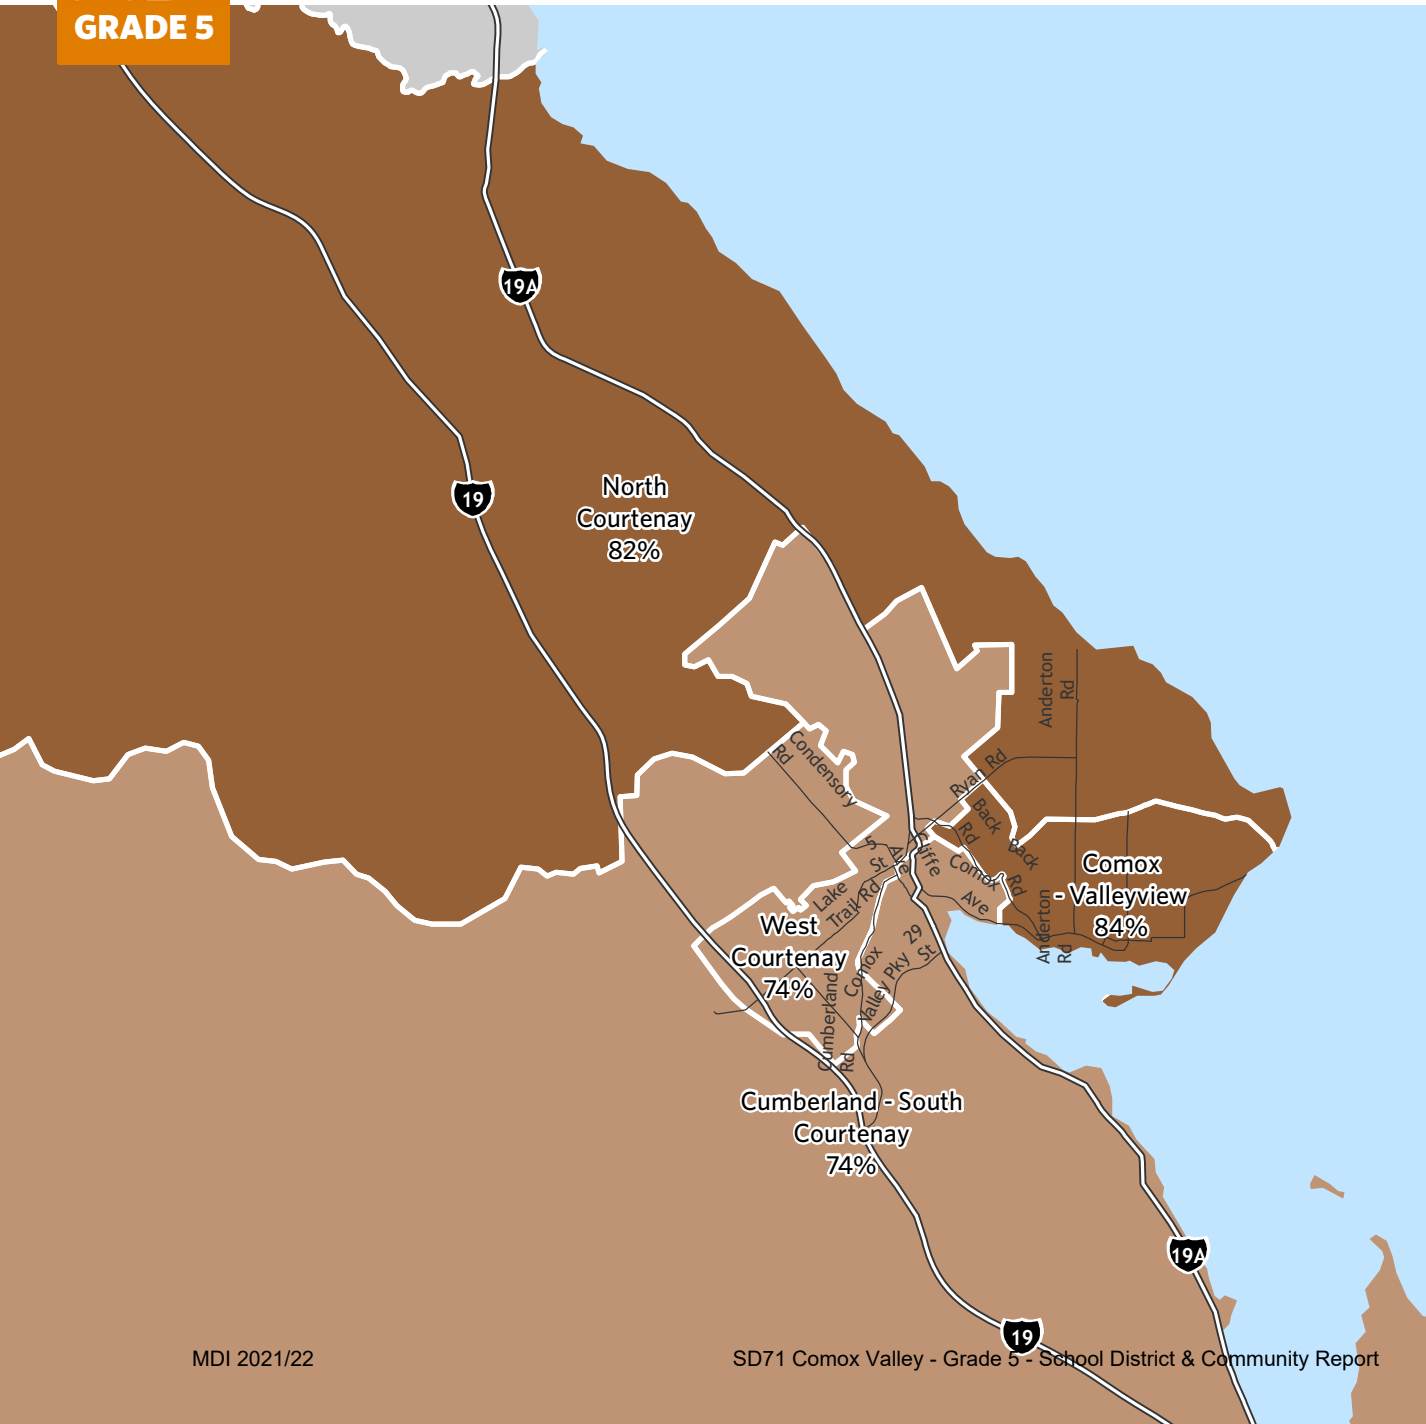 GRADE 5
19A
19
North
Courtenay
82%
Anderton
Rd
Condensory
Rd
Ryan Rd
Back
Rd
Back
Rd
5
St
Cliffe
Ave
Comox
Ave
Comox
- Valleyview
84%
Lake
Trail Rd
Anderton
Rd
West
Courtenay
74%
29
St
Comox
Valley Pky
Cumberland
Rd
Cumberland - South
Courtenay
74%
19A
19
MDI 2021/22
SD71 Comox Valley - Grade 5 - School District & Community Report